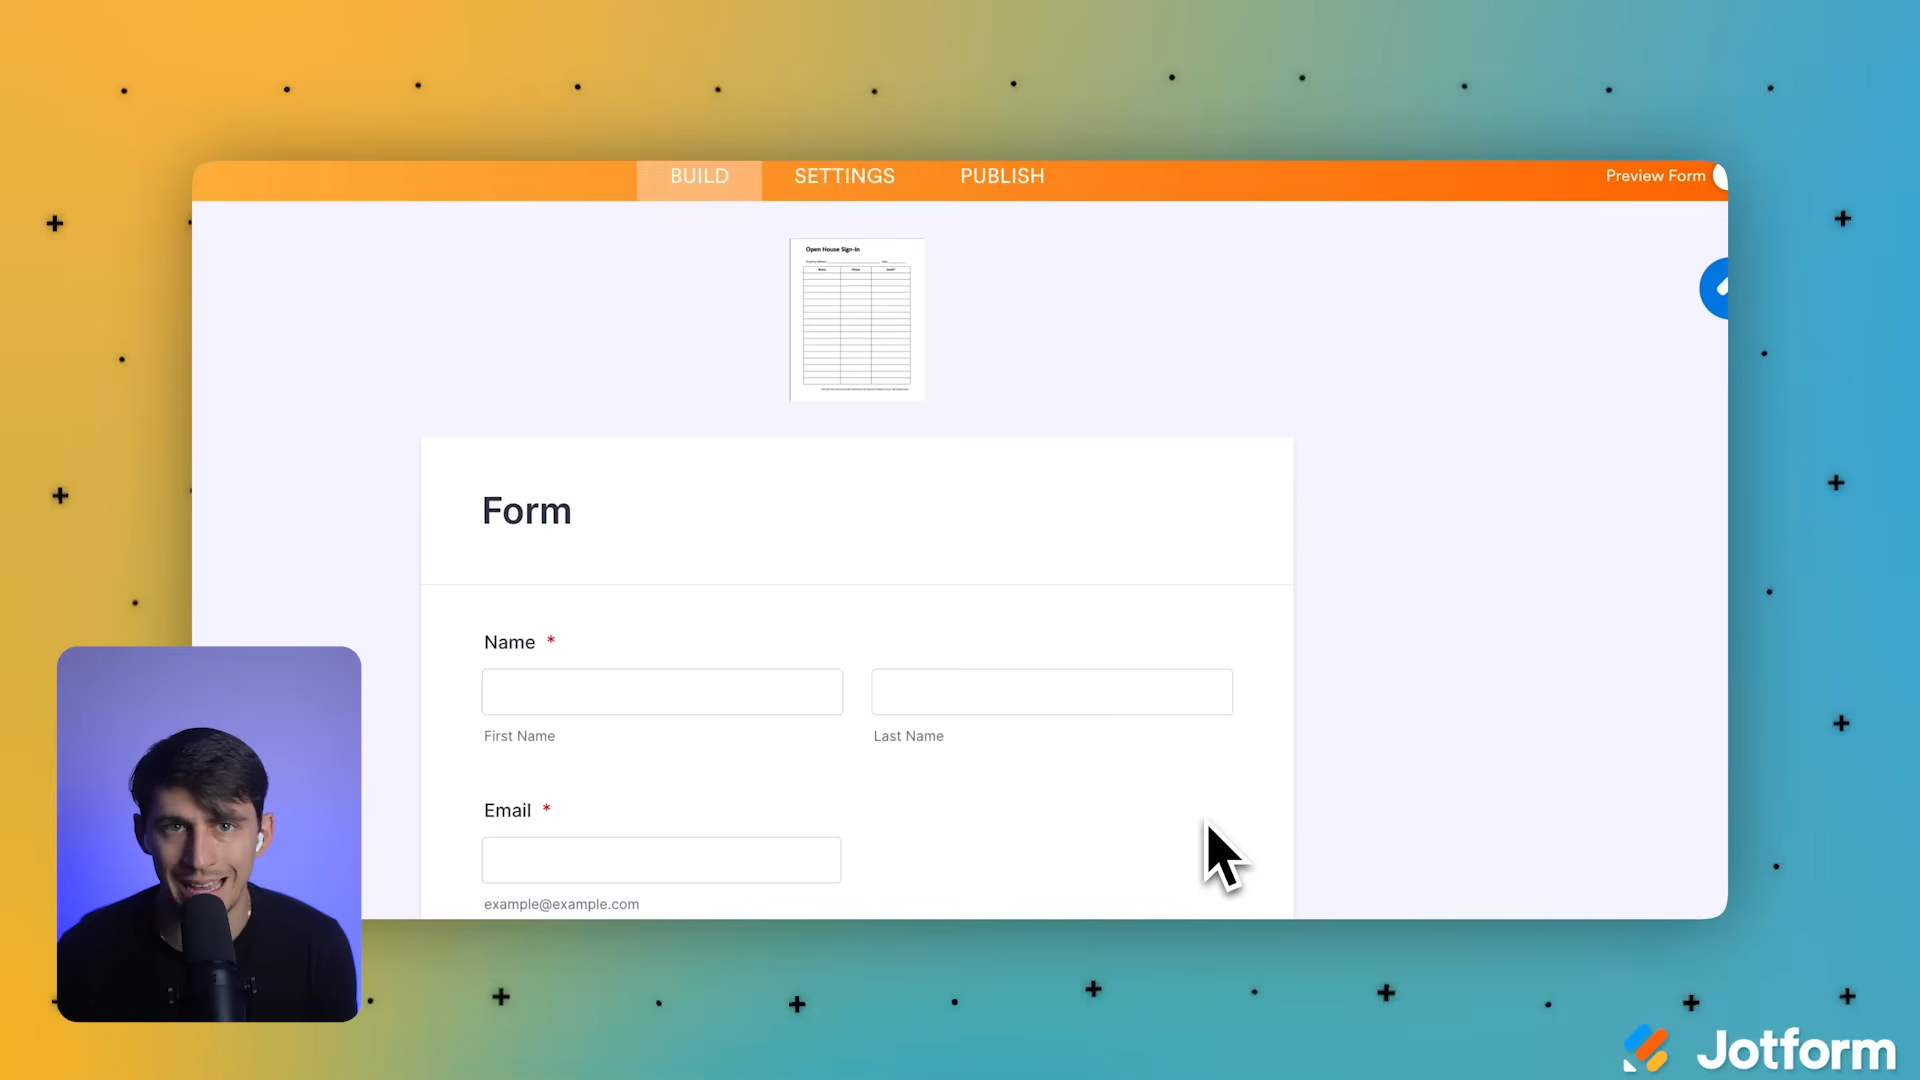 BUILD SETTINGS PUBLISH Preview Form
Open House Sign-In
Form
Name *
First Name Last Name
Email *
example@example.com
Jotform